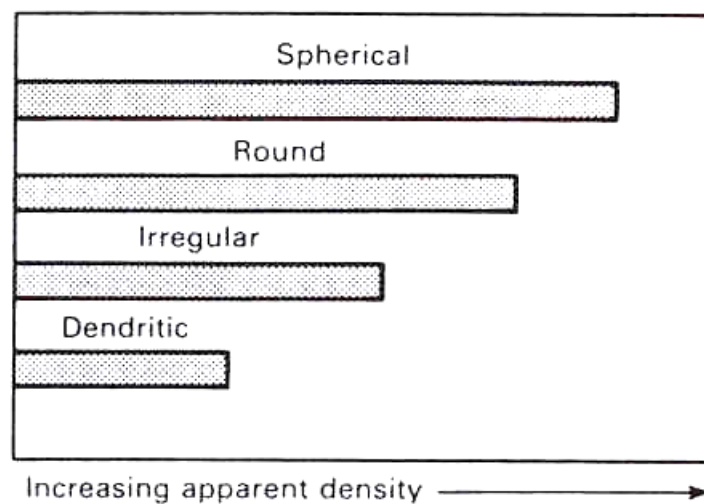 Spherical
Round
Irregular
Dendritic
Increasing apparent density